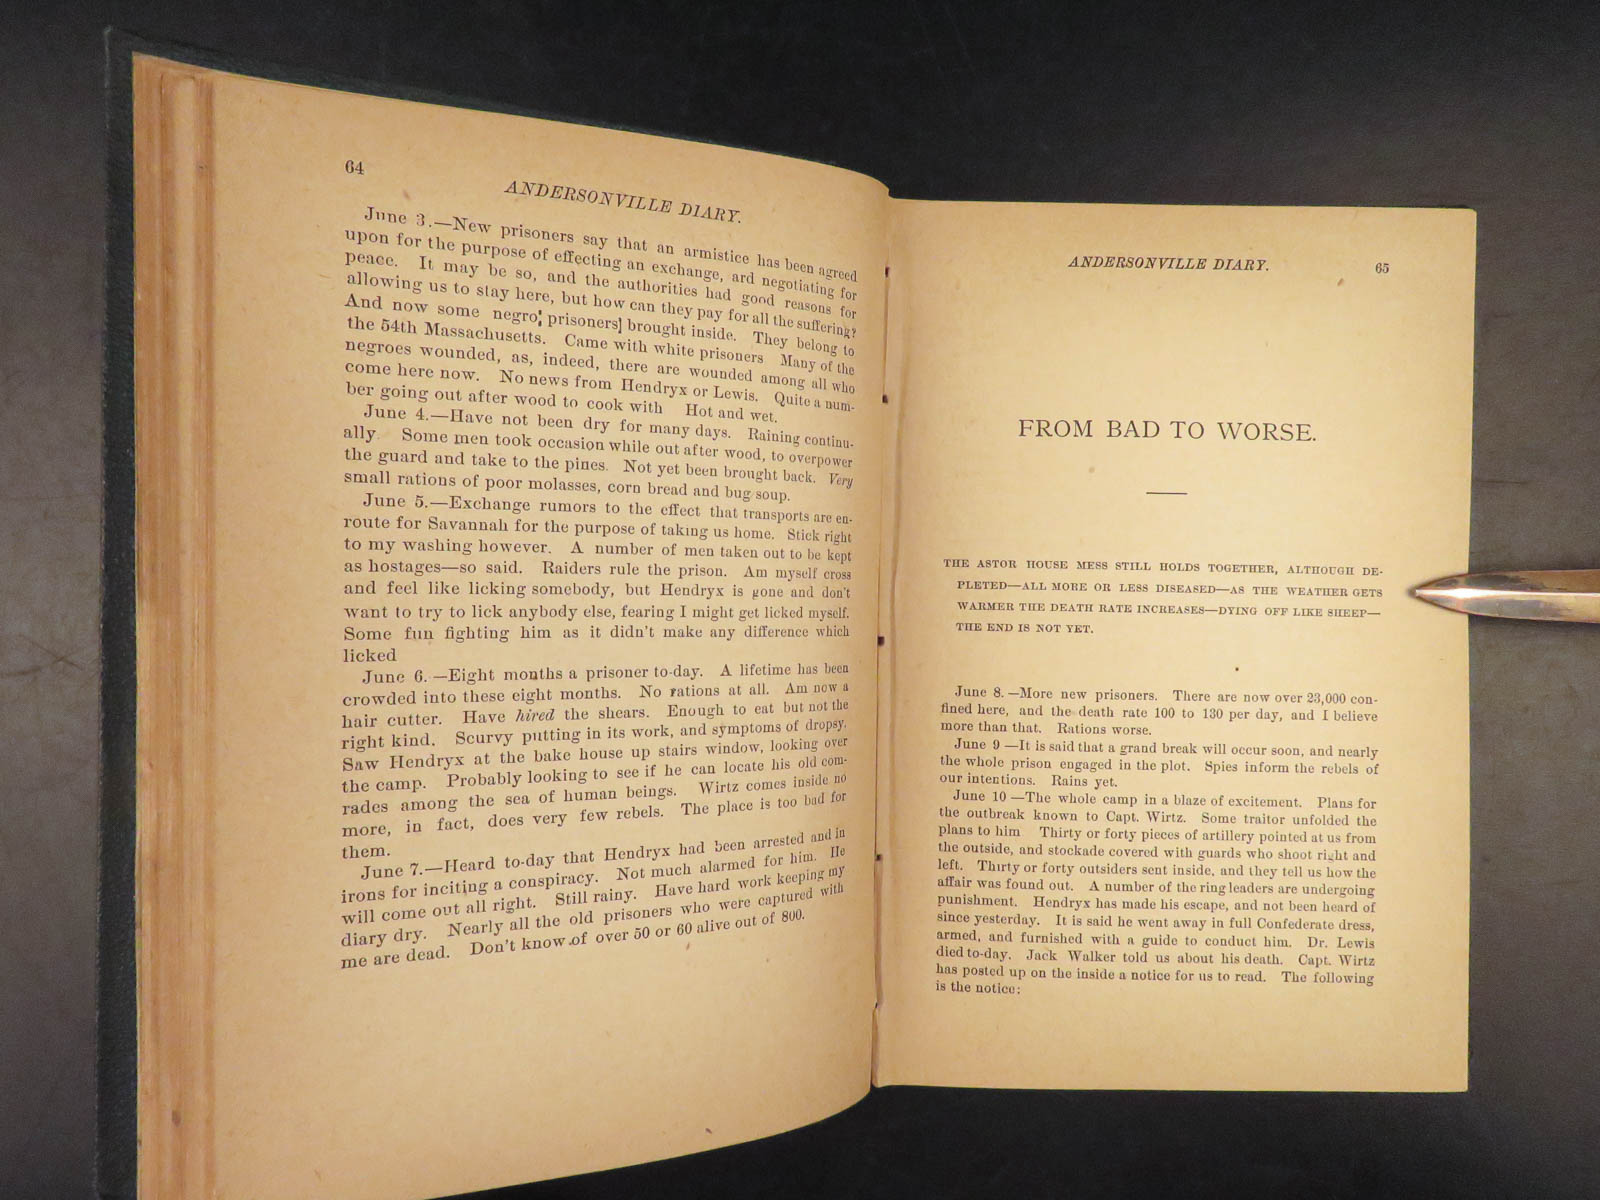 64
ANDERSONVILLE DIARY.
June 3.—New prisoners say that an armistice has been agreed
upon for the purpose of effecting an exchange, ard negotiating for
peace. It may be so, and the authorities had good reasons for
allowing us to stay here, but how can they pay for all the suffering?
And now some negro; prisoners] brought inside. They belong to
the 54th Massachusetts. Came with white prisoners Many of the
negroes wounded, as, indeed, there are wounded among all who
come here now. No news from Hendryx or Lewis. Quite a num-
ber going out after wood to cook with Hot and wet.
June 4.—Have not been dry for many days. Raining continu-
ally. Some men took occasion while out after wood, to overpower
the guard and take to the pines. Not yet been brought back. Very
small rations of poor molasses, corn bread and bug soup.
June 5.—Exchange rumors to the effect that transports are en-
route for Savannah for the purpose of taking us home. Stick right
to my washing however. A number of men taken out to be kept
as hostages—so said. Raiders rule the prison. Am myself cross
and feel like licking somebody, but Hendryx is gone and don't
want to try to lick anybody else, fearing I might get licked myself.
Some fun fighting him as it didn't make any difference which
licked
June 6. —Eight months a prisoner to-day. A lifetime has been
crowded into these eight months. No rations at all. Am now a
hair cutter. Have hired the shears. Enough to eat but not the
right kind. Scurvy putting in its work, and symptoms of dropsy.
Saw Hendryx at the bake house up stairs window, looking over
the camp. Probably looking to see if he can locate his old com-
rades among the sea of human beings. Wirtz comes inside no
more, in fact, does very few rebels. The place is too bad for
them.
June 7.—Heard to-day that Hendryx had been arrested and in
irons for inciting a conspiracy. Not much alarmed for him. He
will come out all right. Still rainy. Have hard work keeping my
diary dry. Nearly all the old prisoners who were captured with
me are dead. Don't know of over 50 or 60 alive out of 800.
ANDERSONVILLE DIARY. 65
FROM BAD TO WORSE.
THE ASTOR HOUSE MESS STILL HOLDS TOGETHER, ALTHOUGH DE-
PLETED—ALL MORE OR LESS DISEASED—AS THE WEATHER GETS
WARMER THE DEATH RATE INCREASES—DYING OFF LIKE SHEEP—
THE END IS NOT YET.
June 8. —More new prisoners. There are now over 23,000 con-
fined here, and the death rate 100 to 130 per day, and I believe
more than that. Rations worse.
June 9 —It is said that a grand break will occur soon, and nearly
the whole prison engaged in the plot. Spies inform the rebels of
our intentions. Rains yet.
June 10 —The whole camp in a blaze of excitement. Plans for
the outbreak known to Capt. Wirtz. Some traitor unfolded the
plans to him Thirty or forty pieces of artillery pointed at us from
the outside, and stockade covered with guards who shoot right and
left. Thirty or forty outsiders sent inside, and they tell us how the
affair was found out. A number of the ringleaders are undergoing
punishment. Hendryx has made his escape, and not been heard of
since yesterday. It is said he went away in full Confederate dress,
armed, and furnished with a guide to conduct him. Dr. Lewis
died to-day. Jack Walker told us about his death. Capt. Wirtz
has posted up on the inside a notice for us to read. The following
is the notice: